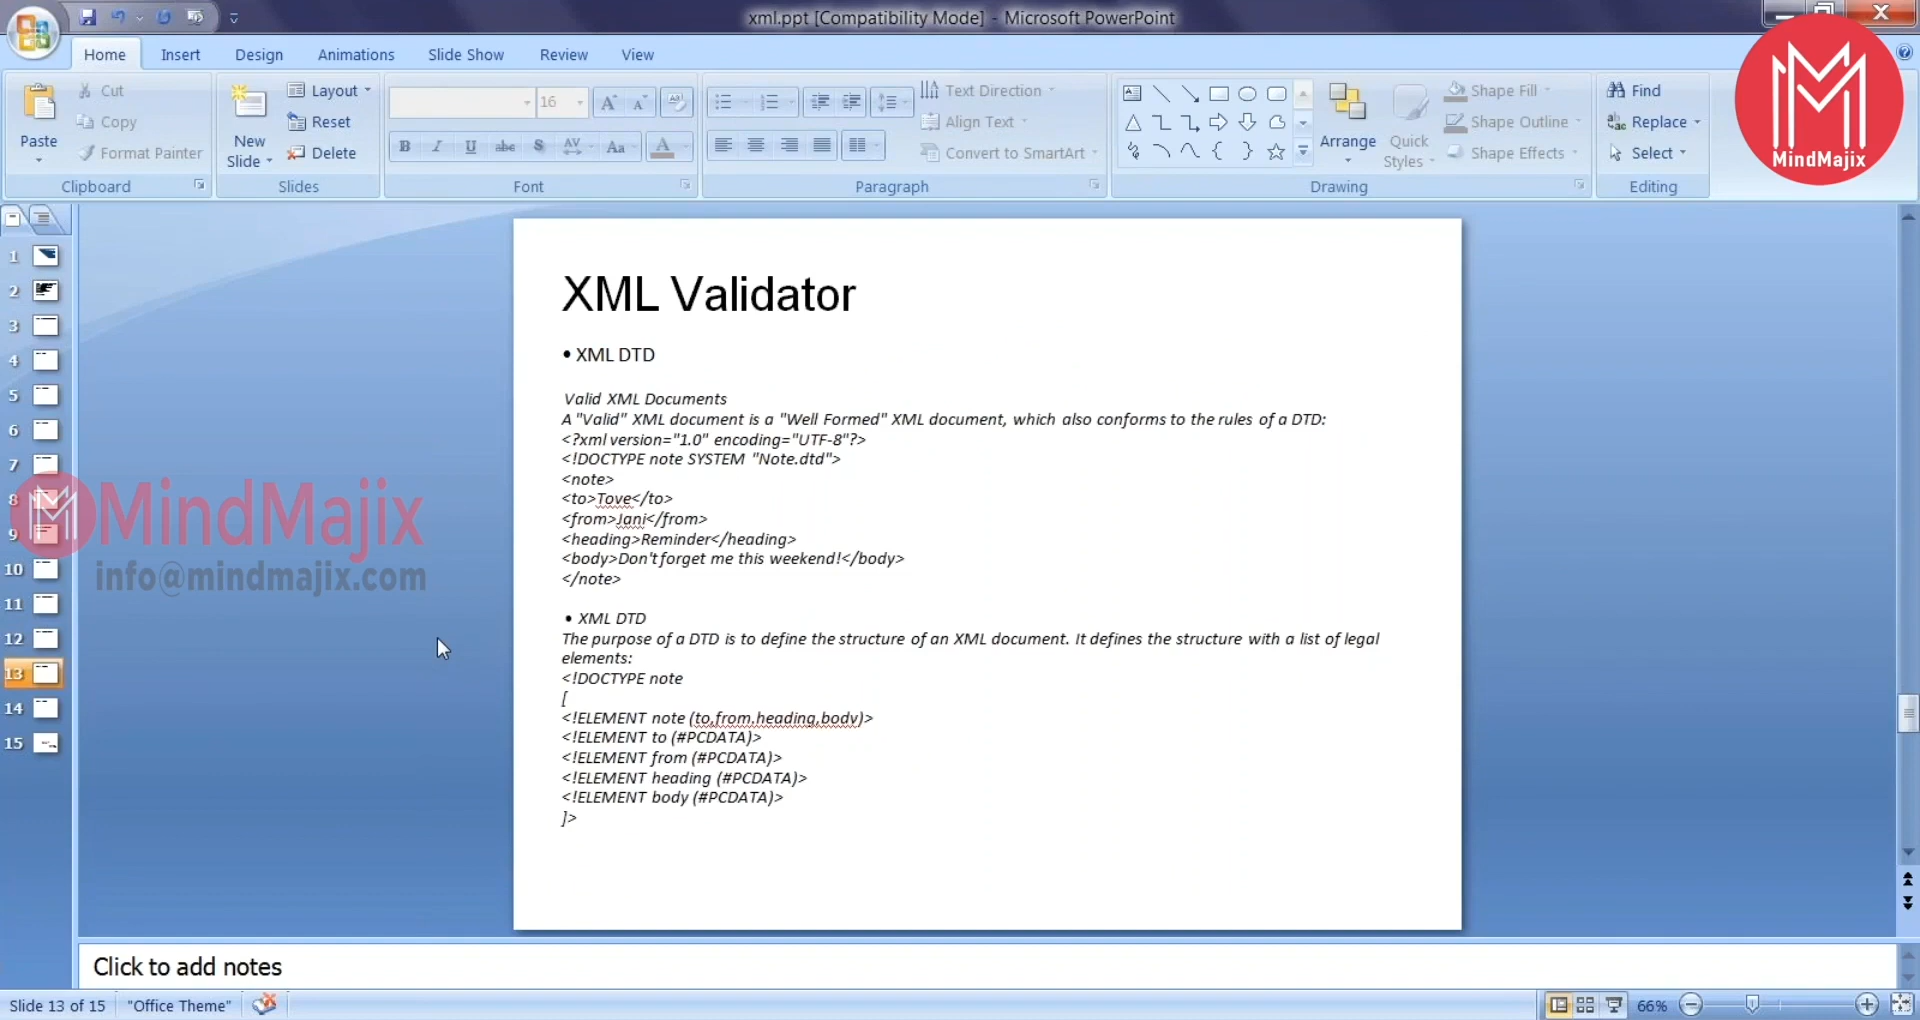 xml.ppt [Compatibility Mode] - Microsoft PowerPoint
Home Insert Design Animations Slide Show Review View
Paste
Cut
Copy
Format Painter
Clipboard
New Slide
Layout
Reset
Delete
Slides
16
B I U abc S AV Aa A
Font
Text Direction
Align Text
Convert to SmartArt
Paragraph
Arrange
Quick Styles
Shape Fill
Shape Outline
Shape Effects
Drawing
Find
Replace
Select
Editing
MindMajix
1
2
3
4
5
6
7
8
9
10
11
12
13
14
15
MindMajix
info@mindmajix.com
XML Validator
• XML DTD
Valid XML Documents
A "Valid" XML document is a "Well Formed" XML document, which also conforms to the rules of a DTD:
<?xml version="1.0" encoding="UTF-8"?>
<!DOCTYPE note SYSTEM "Note.dtd">
<note>
<to>Tove</to>
<from>Jani</from>
<heading>Reminder</heading>
<body>Don't forget me this weekend!</body>
</note>
• XML DTD
The purpose of a DTD is to define the structure of an XML document. It defines the structure with a list of legal
elements:
<!DOCTYPE note
[
<!ELEMENT note (to,from,heading,body)>
<!ELEMENT to (#PCDATA)>
<!ELEMENT from (#PCDATA)>
<!ELEMENT heading (#PCDATA)>
<!ELEMENT body (#PCDATA)>
]>
Click to add notes
Slide 13 of 15 "Office Theme" 66%